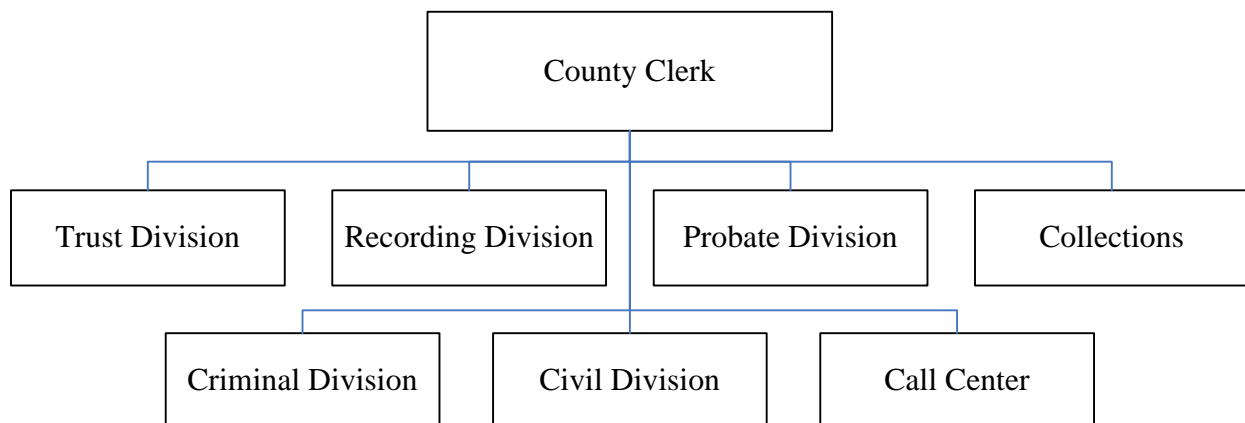 County Clerk
Trust Division
Recording Division
Probate Division
Collections
Criminal Division
Civil Division
Call Center